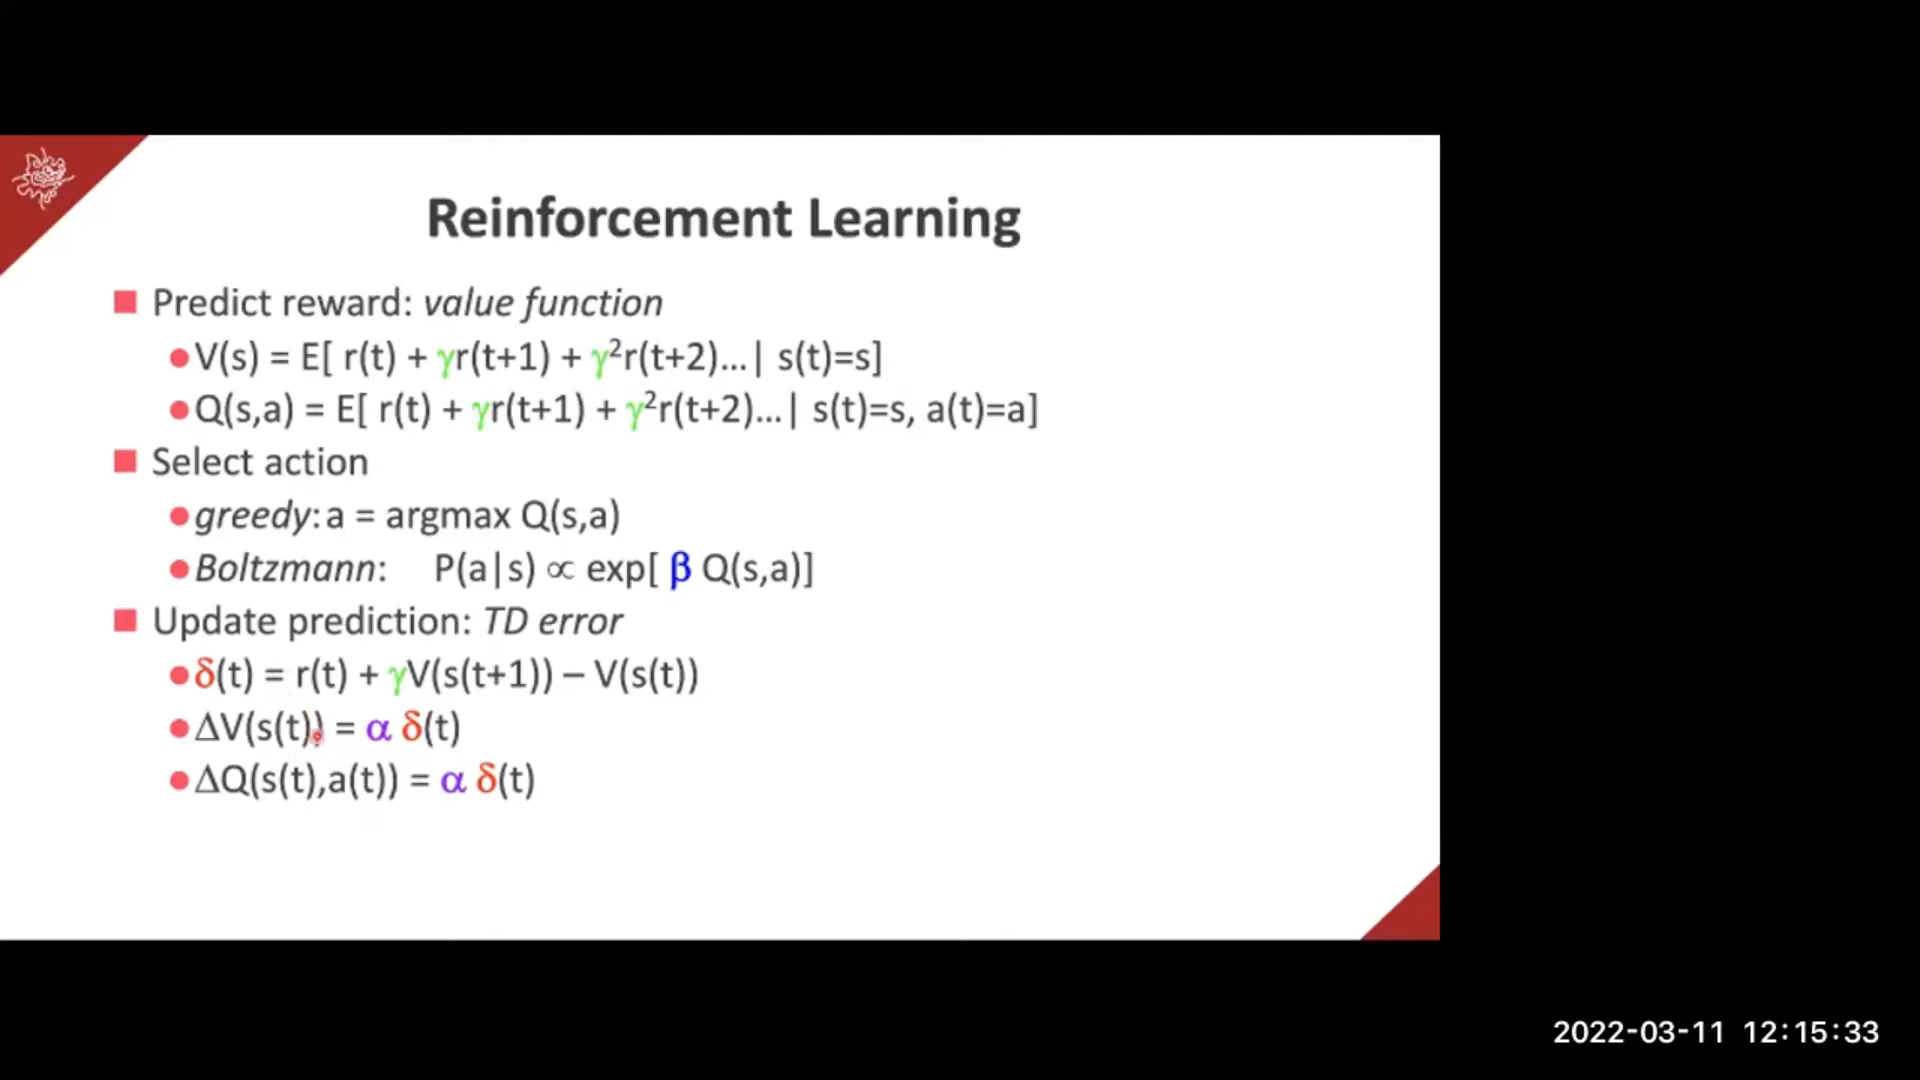 Reinforcement Learning
Predict reward: value function
V(s) = E[ r(t) + γr(t+1) + γ²r(t+2)...| s(t)=s]
Q(s,a) = E[ r(t) + γr(t+1) + γ²r(t+2)...| s(t)=s, a(t)=a]
Select action
greedy: a = argmax Q(s,a)
Boltzmann: P(a|s) ∝ exp[ β Q(s,a)]
Update prediction: TD error
δ(t) = r(t) + γV(s(t+1)) – V(s(t))
ΔV(s(t)) = α δ(t)
ΔQ(s(t),a(t)) = α δ(t)
2022-03-11 12:15:33